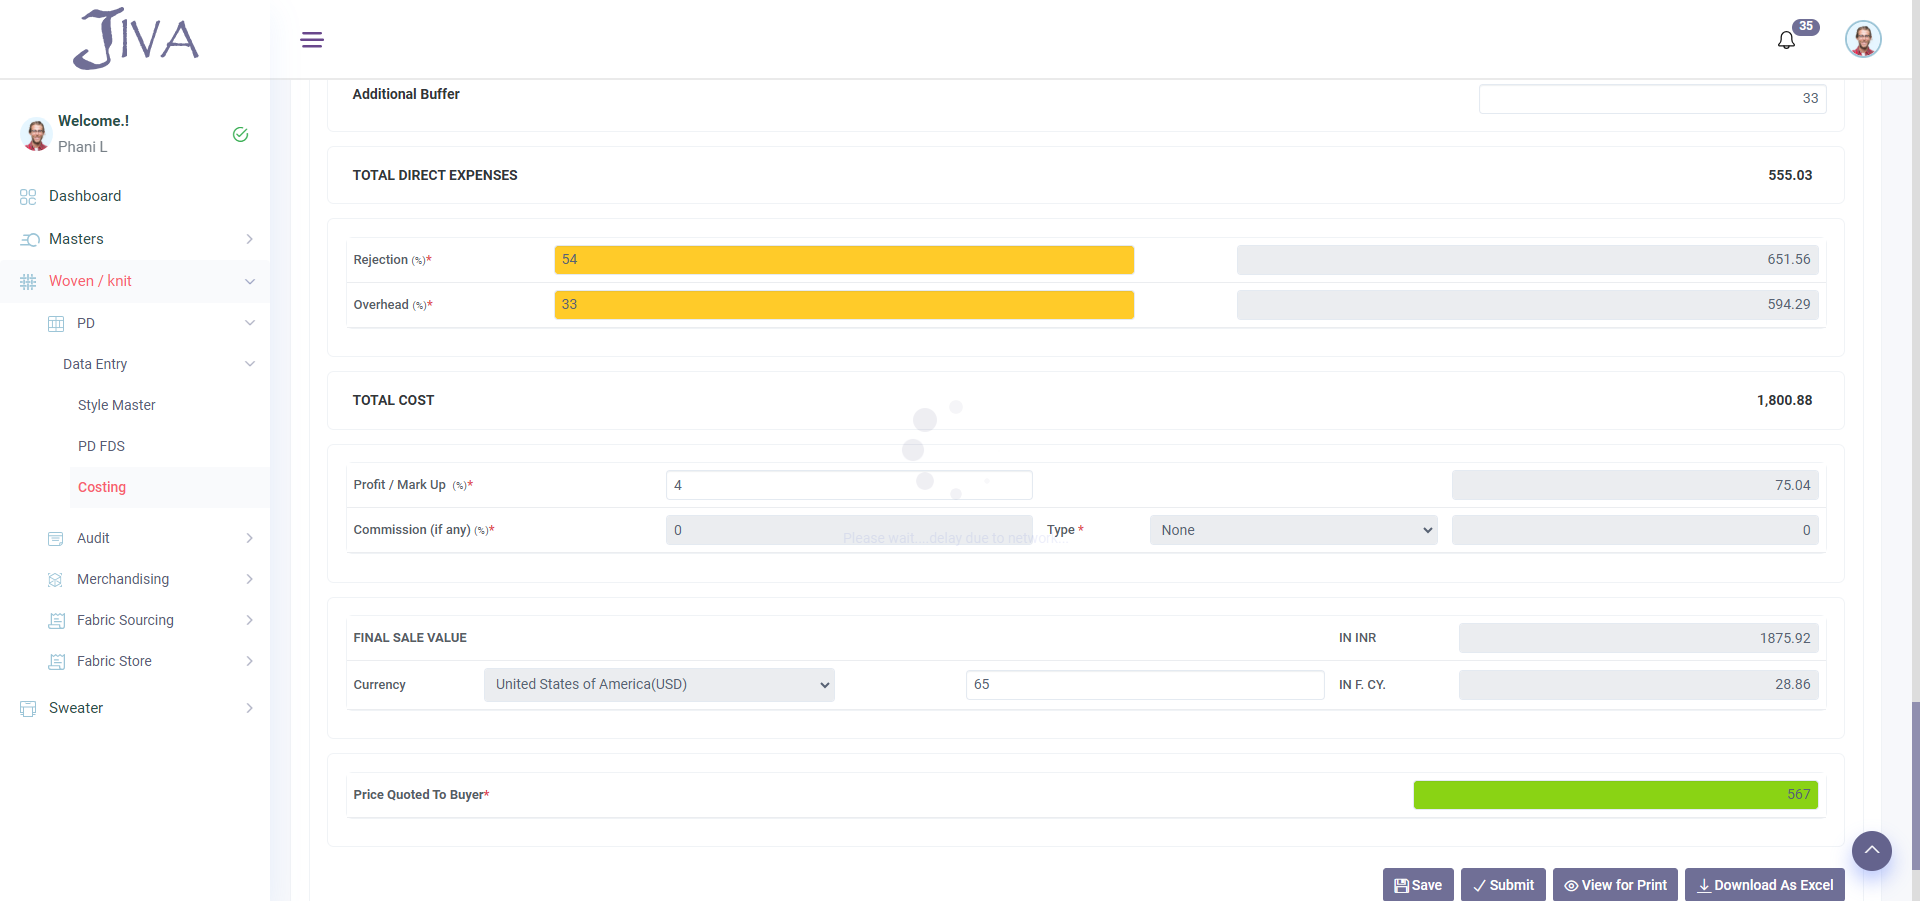 JIVA
35
Welcome.!
Phani L
Dashboard
Masters
Woven / knit
PD
Data Entry
Style Master
PD FDS
Costing
Audit
Merchandising
Fabric Sourcing
Fabric Store
Sweater
Additional Buffer 33
TOTAL DIRECT EXPENSES 555.03
Rejection (%)* 54 651.56
Overhead (%)* 33 594.29
TOTAL COST 1,800.88
Profit / Mark Up (%)* 4 75.04
Commission (if any) (%)* 0 Type * None 0
Please wait....delay due to networ
FINAL SALE VALUE IN INR 1875.92
Currency United States of America(USD) 65 IN F. CY. 28.86
Price Quoted To Buyer* 567
Save Submit View for Print Download As Excel